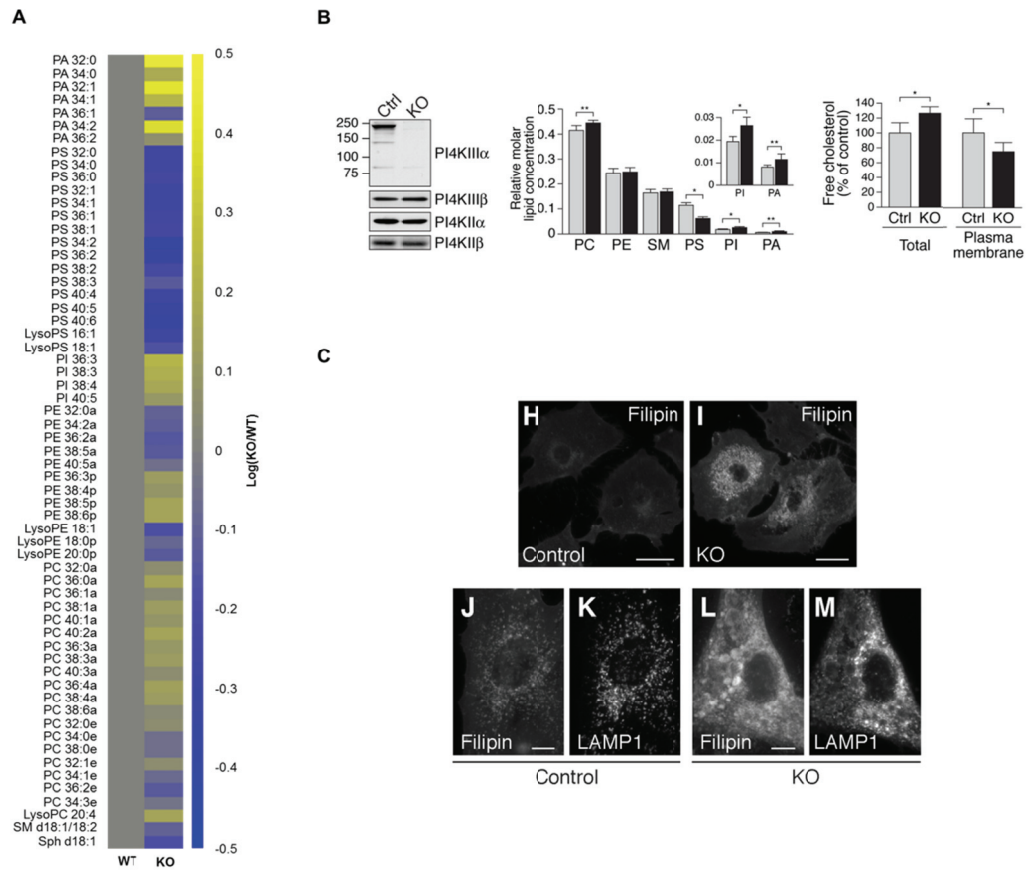 A
PA 32:0
PA 34:0
PA 32:1
PA 34:1
PA 36:1
PA 34:2
PA 36:2
PS 32:0
PS 34:0
PS 36:0
PS 32:1
PS 34:1
PS 36:1
PS 38:1
PS 34:2
PS 36:2
PS 38:2
PS 38:3
PS 40:4
PS 40:5
PS 40:6
LysoPS 16:1
LysoPS 18:1
PI 36:3
PI 38:3
PI 38:4
PI 40:5
PE 32:0a
PE 34:2a
PE 36:2a
PE 38:5a
PE 40:5a
PE 36:3p
PE 38:4p
PE 38:5p
PE 38:6p
LysoPE 18:1
LysoPE 18:0p
LysoPE 20:0p
PC 32:0a
PC 36:0a
PC 36:1a
PC 38:1a
PC 40:1a
PC 40:2a
PC 36:3a
PC 38:3a
PC 40:3a
PC 36:4a
PC 38:4a
PC 38:6a
PC 32:0e
PC 34:0e
PC 38:0e
PC 32:1e
PC 34:1e
PC 36:2e
PC 34:3e
LysoPC 20:4
SM d18:1/18:2
Sph d18:1
WT KO
0.5
0.4
0.3
0.2
0.1
0
-0.1
-0.2
-0.3
-0.4
-0.5
Log(KO/WT)
B
Ctrl KO
250
150
100
75
PI4KIIIα
PI4KIIIβ
PI4KIIα
PI4KIIβ
Relative molar
lipid concentration
0.5
0.4
0.3
0.2
0.1
0
** * * **
PC PE SM PS PI PA
0.03
0.02
0.01
0
* **
PI PA
Free cholesterol
(% of control)
140
120
100
80
60
40
20
0
* *
Ctrl KO Ctrl KO
Total Plasma
membrane
C
H Filipin
Control
I Filipin
KO
J Filipin
K LAMP1
L Filipin
M LAMP1
Control KO